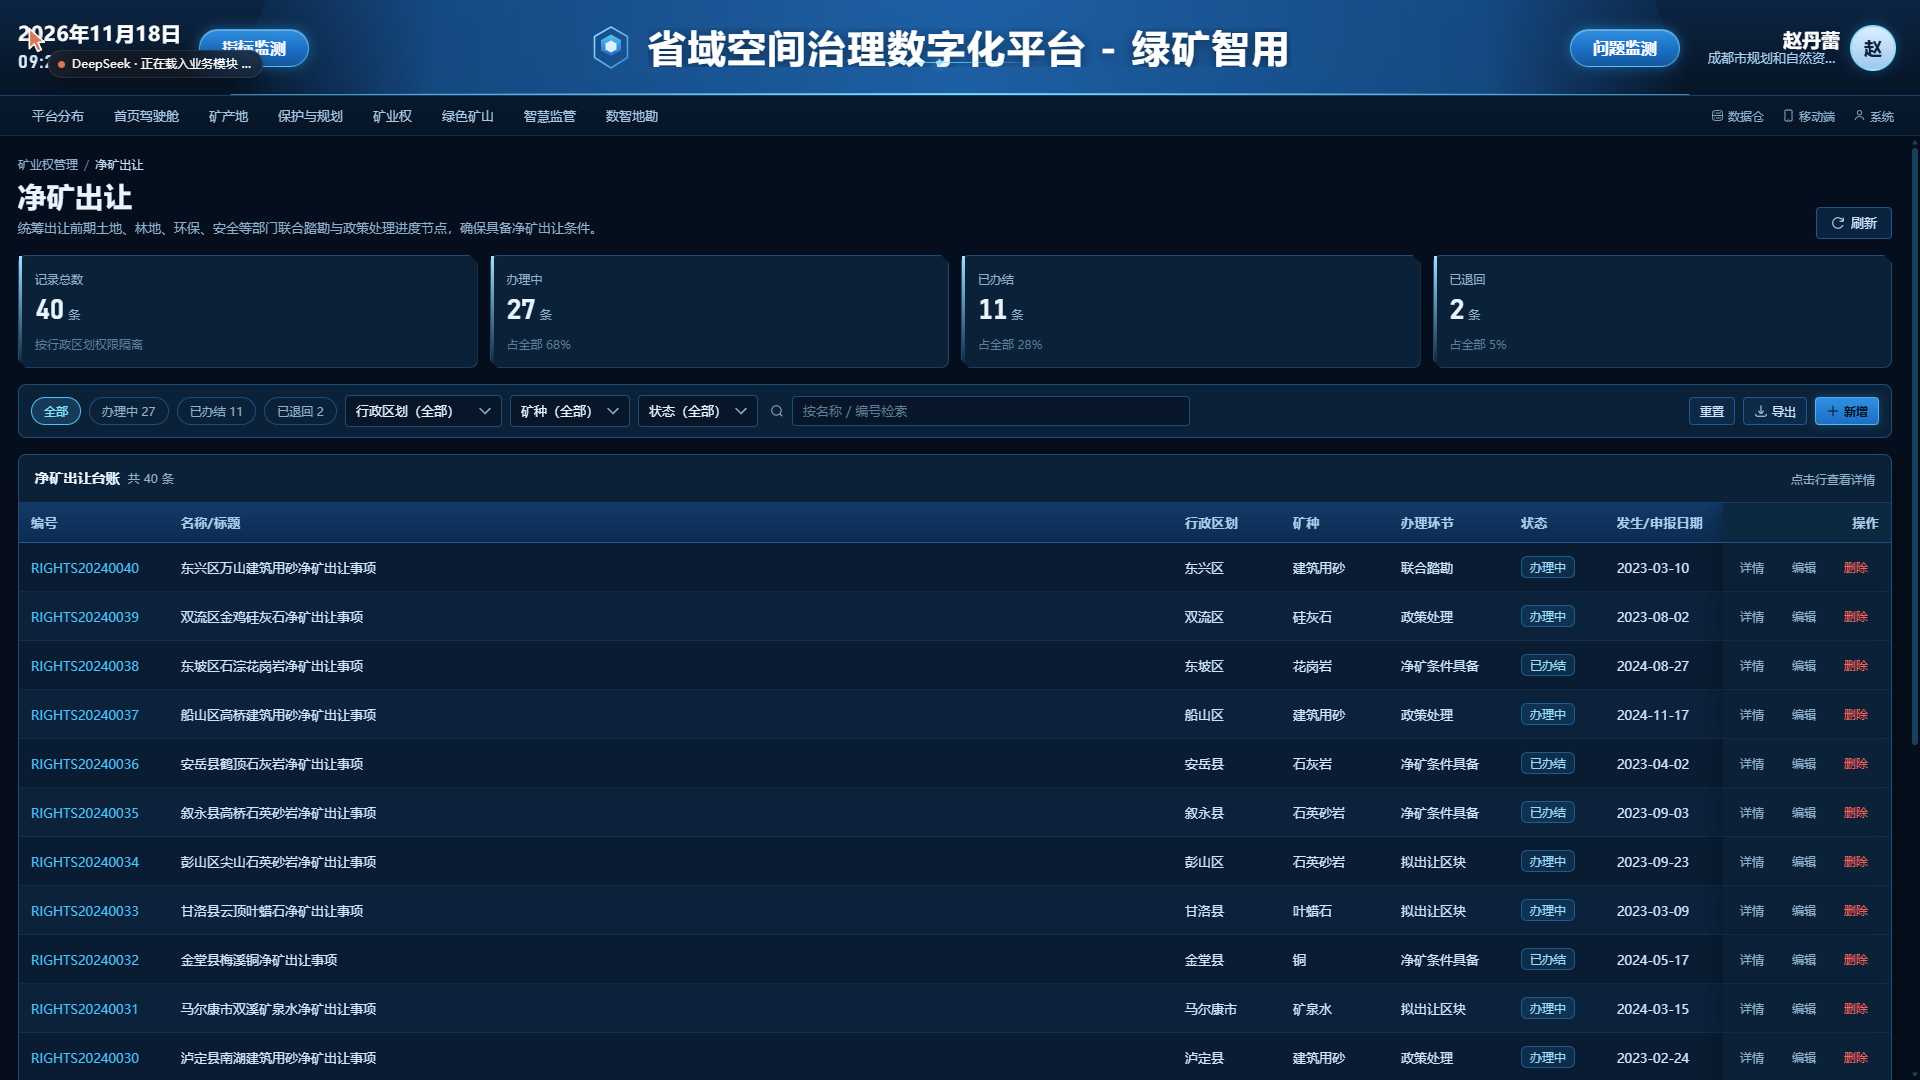 2026年11月18日
09:2
DeepSeek · 正在载入业务模块 ...
指标监测
省域空间治理数字化平台 - 绿矿智用
问题监测
赵丹蕾
成都市规划和自然资...
赵
平台分布 首页驾驶舱 矿产地 保护与规划 矿业权 绿色矿山 智慧监管 数智地勘
数据仓 移动端 系统
矿业权管理 / 净矿出让
净矿出让
统筹出让前期土地、林地、环保、安全等部门联合踏勘与政策处理进度节点，确保具备净矿出让条件。
刷新
记录总数
40 条
按行政区划权限隔离
办理中
27 条
占全部 68%
已办结
11 条
占全部 28%
已退回
2 条
占全部 5%
全部 办理中 27 已办结 11 已退回 2 行政区划（全部） 矿种（全部） 状态（全部） 按名称 / 编号检索 重置 导出 新增
净矿出让台账 共 40 条 点击行查看详情
编号 名称/标题 行政区划 矿种 办理环节 状态 发生/申报日期 操作
RIGHTS20240040 东兴区万山建筑用砂净矿出让事项 东兴区 建筑用砂 联合踏勘 办理中 2023-03-10 详情 编辑 删除
RIGHTS20240039 双流区金鸡硅灰石净矿出让事项 双流区 硅灰石 政策处理 办理中 2023-08-02 详情 编辑 删除
RIGHTS20240038 东坡区石淙花岗岩净矿出让事项 东坡区 花岗岩 净矿条件具备 已办结 2024-08-27 详情 编辑 删除
RIGHTS20240037 船山区高桥建筑用砂净矿出让事项 船山区 建筑用砂 政策处理 办理中 2024-11-17 详情 编辑 删除
RIGHTS20240036 安岳县鹤顶石灰岩净矿出让事项 安岳县 石灰岩 净矿条件具备 已办结 2023-04-02 详情 编辑 删除
RIGHTS20240035 叙永县高桥石英砂岩净矿出让事项 叙永县 石英砂岩 净矿条件具备 已办结 2023-09-03 详情 编辑 删除
RIGHTS20240034 彭山区尖山石英砂岩净矿出让事项 彭山区 石英砂岩 拟出让区块 办理中 2023-09-23 详情 编辑 删除
RIGHTS20240033 甘洛县云顶叶蜡石净矿出让事项 甘洛县 叶蜡石 拟出让区块 办理中 2023-03-09 详情 编辑 删除
RIGHTS20240032 金堂县梅溪铜净矿出让事项 金堂县 铜 净矿条件具备 已办结 2024-05-17 详情 编辑 删除
RIGHTS20240031 马尔康市双溪矿泉水净矿出让事项 马尔康市 矿泉水 拟出让区块 办理中 2024-03-15 详情 编辑 删除
RIGHTS20240030 泸定县南湖建筑用砂净矿出让事项 泸定县 建筑用砂 政策处理 办理中 2023-02-24 详情 编辑 删除